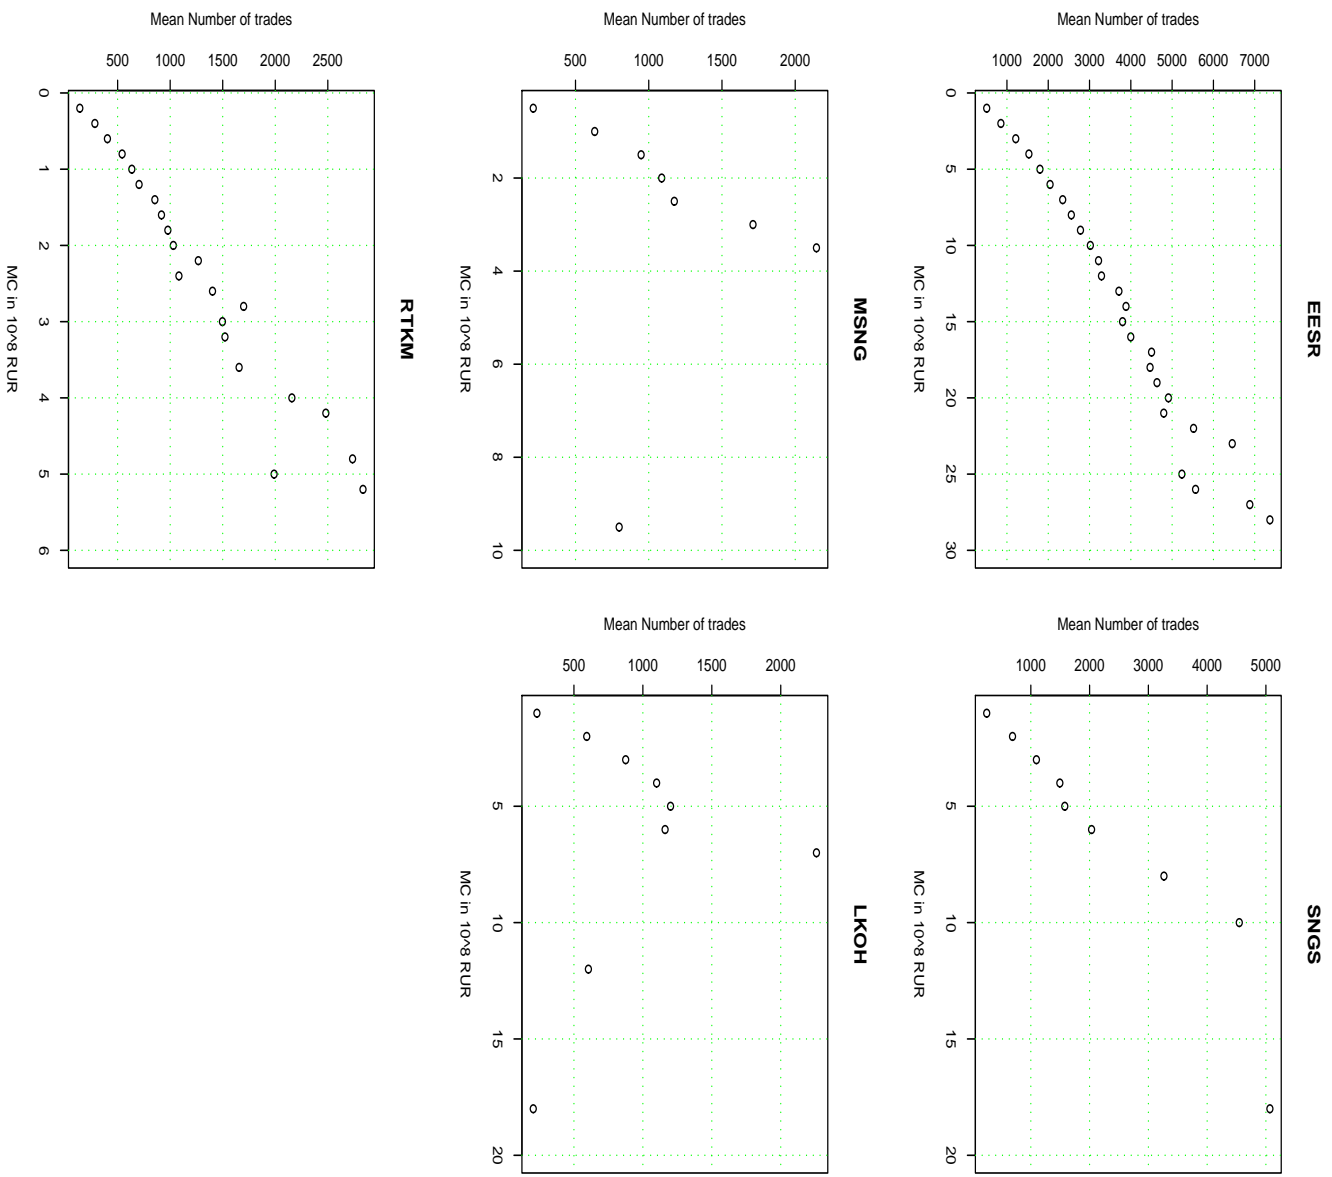 EESR
Mean Number of trades
1000 2000 3000 4000 5000 6000 7000
0 5 10 15 20 25 30
MC in 10^8 RUR
SNGS
Mean Number of trades
1000 2000 3000 4000 5000
5 10 15 20
MC in 10^8 RUR
MSNG
Mean Number of trades
500 1000 1500 2000
2 4 6 8 10
MC in 10^8 RUR
LKOH
Mean Number of trades
500 1000 1500 2000
5 10 15 20
MC in 10^8 RUR
RTKM
Mean Number of trades
500 1000 1500 2000 2500
0 1 2 3 4 5 6
MC in 10^8 RUR